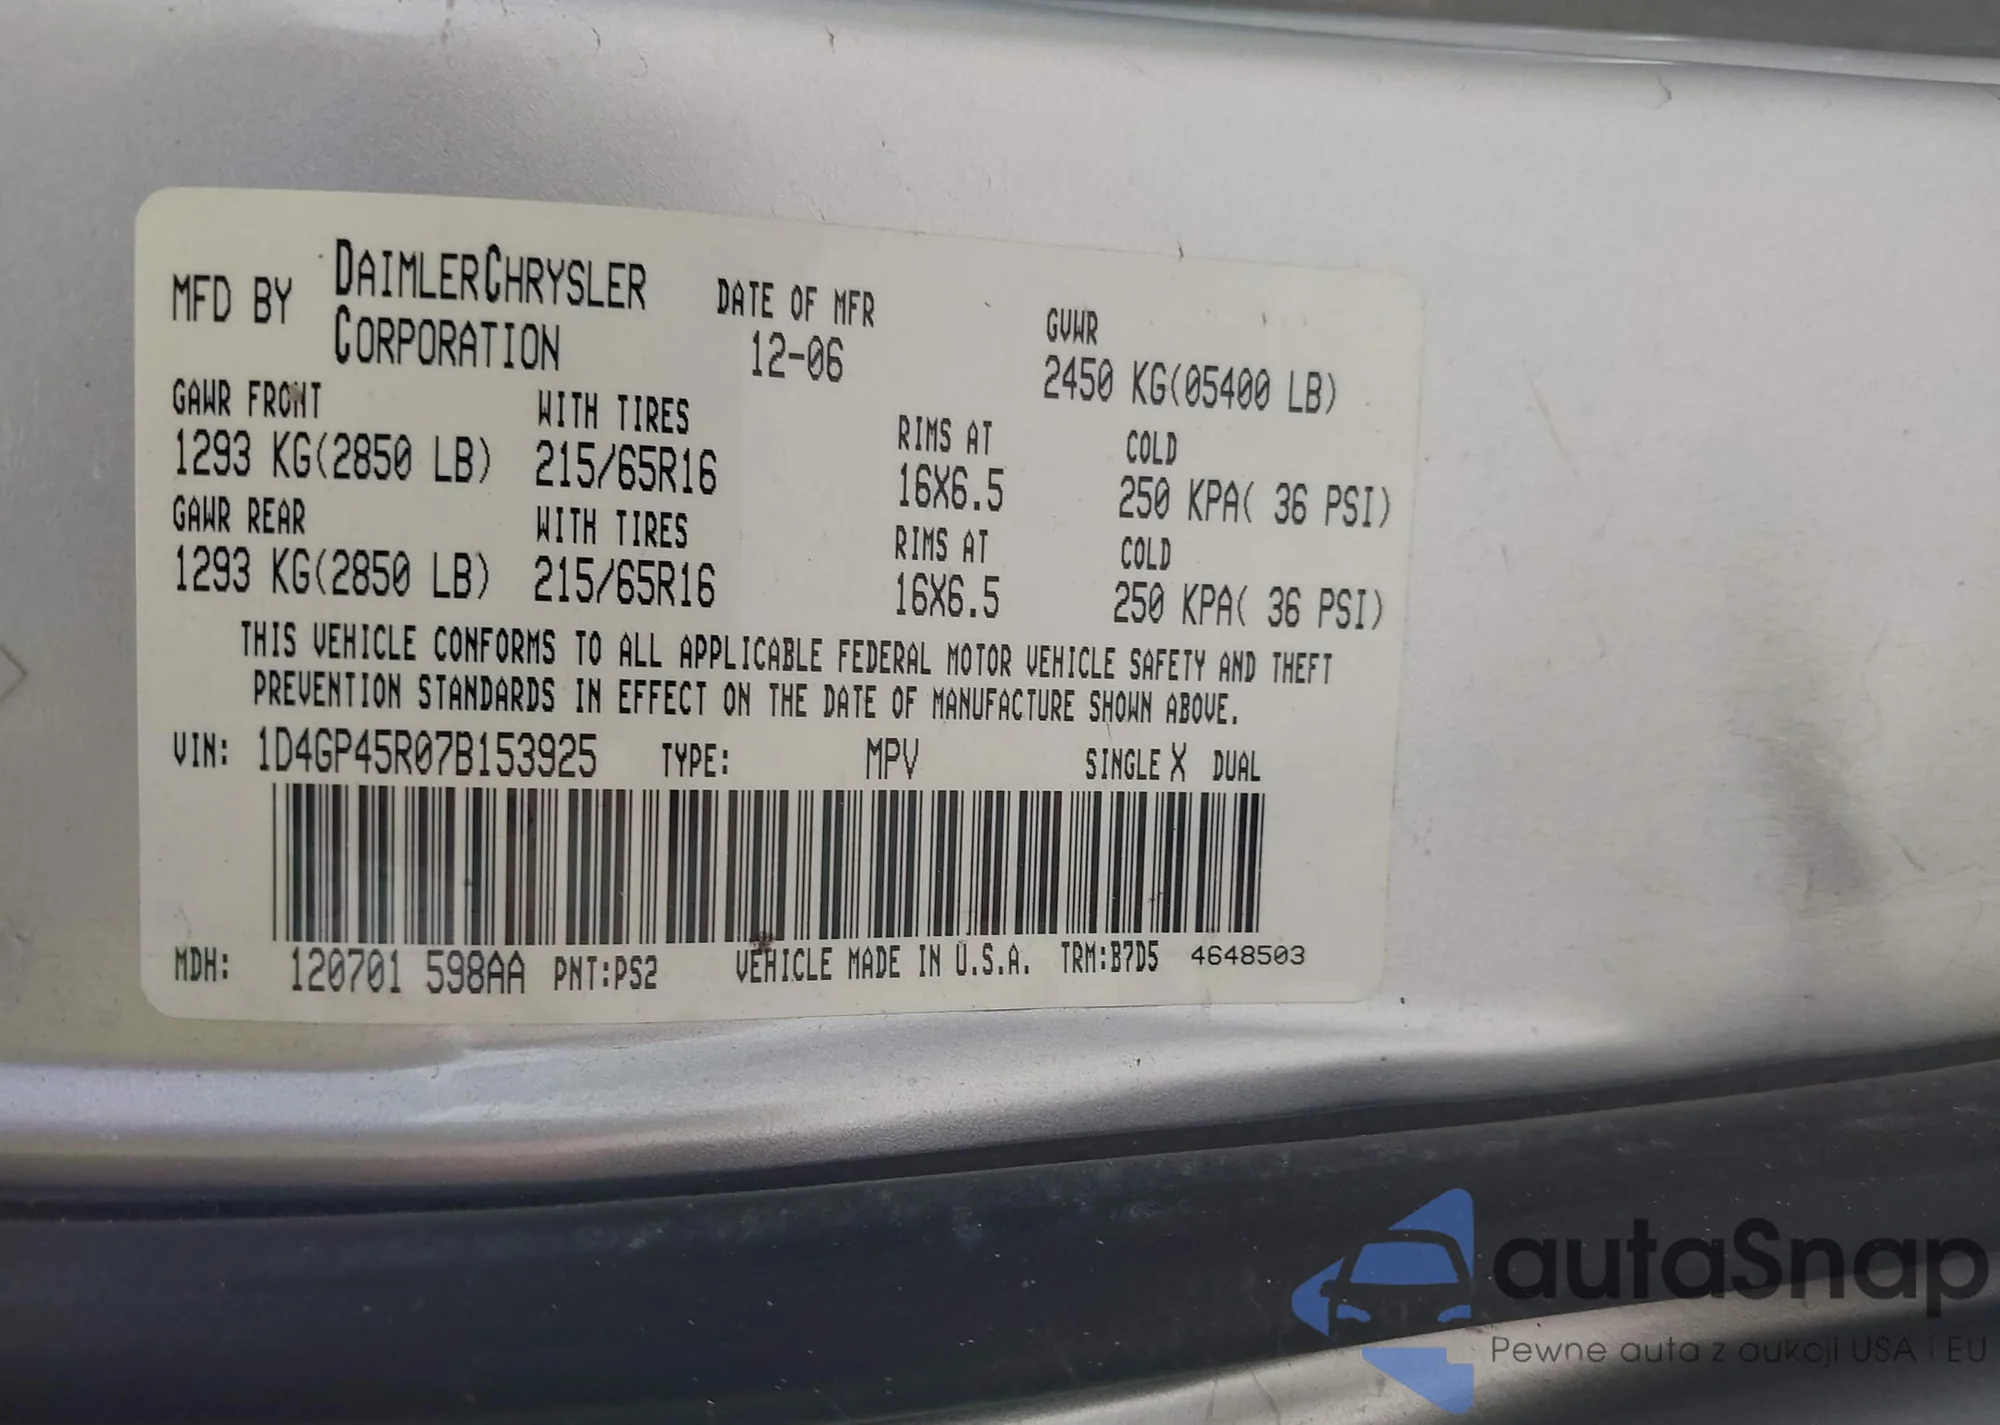 MFD BY DAIMLERCHRYSLER CORPORATION DATE OF MFR 12-06 GVWR 2450 KG(05400 LB)
GAWR FRONT WITH TIRES RIMS AT COLD
1293 KG(2850 LB) 215/65R16 16X6.5 250 KPA( 36 PSI)
GAWR REAR WITH TIRES RIMS AT COLD
1293 KG(2850 LB) 215/65R16 16X6.5 250 KPA( 36 PSI)
THIS VEHICLE CONFORMS TO ALL APPLICABLE FEDERAL MOTOR VEHICLE SAFETY AND THEFT
PREVENTION STANDARDS IN EFFECT ON THE DATE OF MANUFACTURE SHOWN ABOVE.
VIN: 1D4GP45R07B153925 TYPE: MPV SINGLE X DUAL
MDH: 120701 598AA PNT:PS2 VEHICLE MADE IN U.S.A. TRM:B7D5 4648503
autaSnap
Pewne auta z aukcji USA i EU